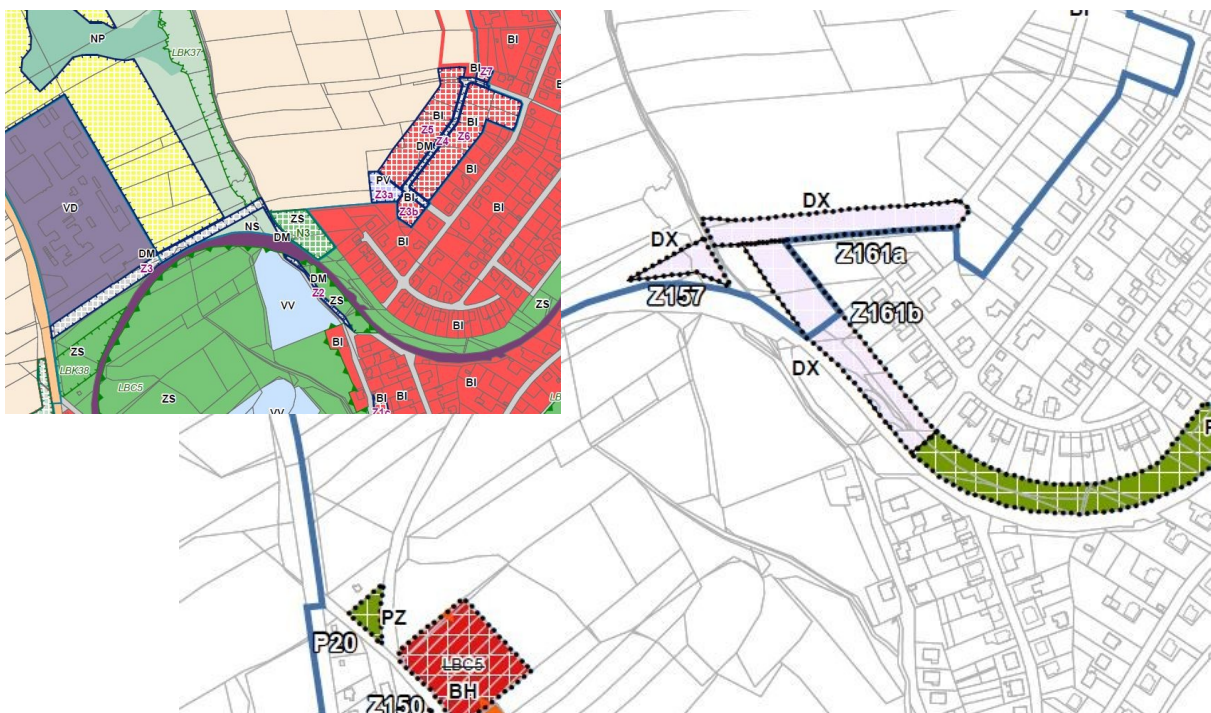 NP
LBK37
BI
Z7
BI
BI
BI
Z5
BI
Z4
Z6
DM
PV
Z3a
BI
Z3b
BI
BI
VD
ZS
N3
NS
DM
DM
Z3
DM
Z2
ZS
VV
BI
ZS
ZS
LBK38
LBC5
ZS
BI
BI
BI
BI
BI
VV
DX
DX
Z161a
Z157
Z161b
DX
PZ
P20
LBC5
BH
Z150